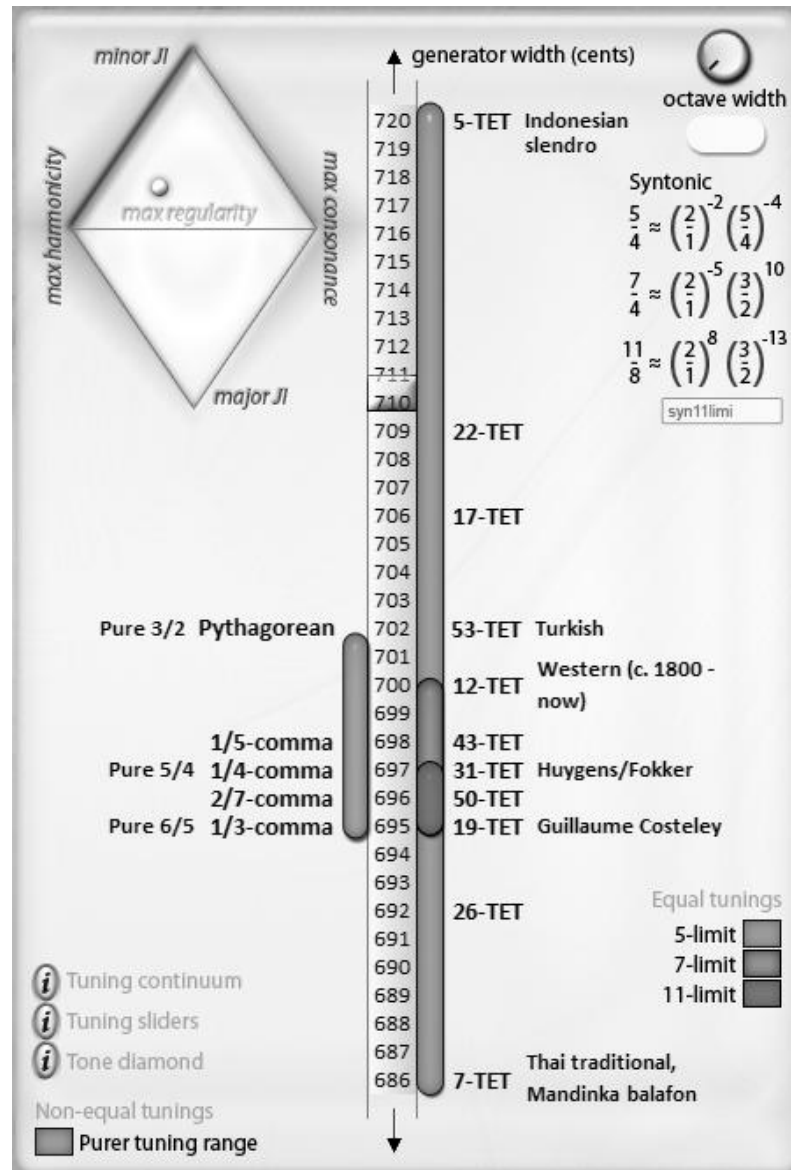 minor JI
generator width (cents)
octave width
max harmonicity
max regularity
max consonance
major JI
720 5-TET Indonesian
slendro
719
718
717
716
715
714
713
712
711
710
709 22-TET
708
707
706 17-TET
705
704
703
Pure 3/2 Pythagorean 702 53-TET Turkish
701
700 12-TET Western (c. 1800 -
now)
699
1/5-comma 698 43-TET
Pure 5/4 1/4-comma 697 31-TET Huygens/Fokker
2/7-comma 696 50-TET
Pure 6/5 1/3-comma 695 19-TET Guillaume Costeley
694
693
692 26-TET
691
690
689
688
687
686 7-TET Thai traditional,
Mandinka balafon
Syntonic
5/4 ≈ (2/1)^-2 (5/4)^-4
7/4 ≈ (2/1)^-5 (3/2)^10
11/8 ≈ (2/1)^8 (3/2)^-13
syn11limi
Equal tunings
5-limit
7-limit
11-limit
i Tuning continuum
i Tuning sliders
i Tone diamond
Non-equal tunings
Purer tuning range